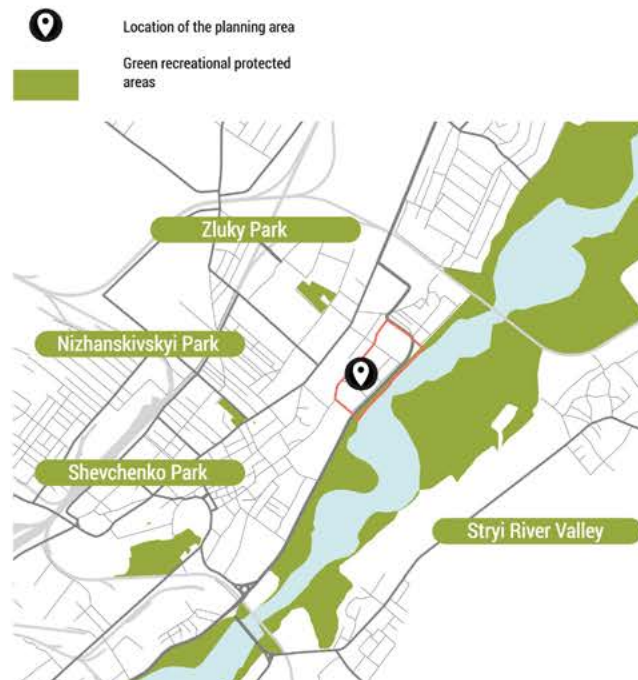 Location of the planning area
Green recreational protected
areas
Zluky Park
Nizhanskivskyi Park
Shevchenko Park
Stryi River Valley